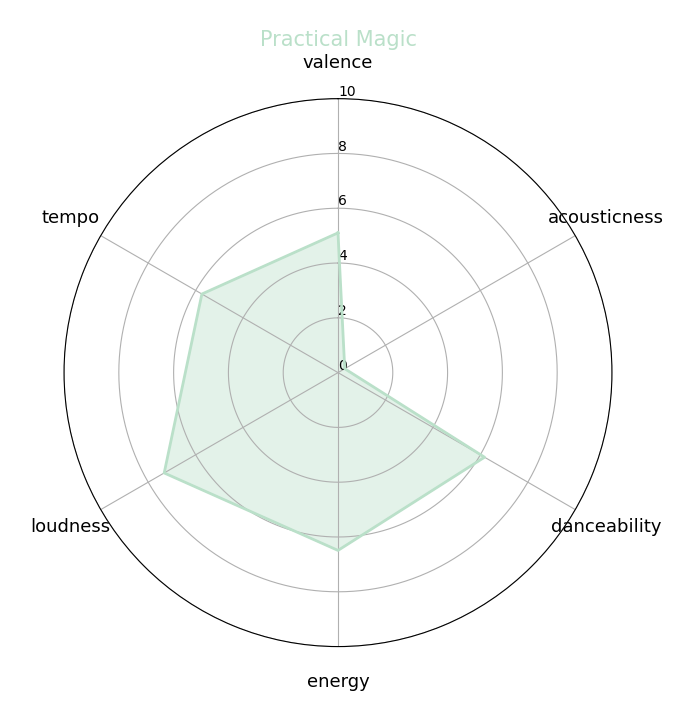 Practical Magic
valence
10
8
tempo
6
acousticness
4
2
0
loudness
danceability
energy